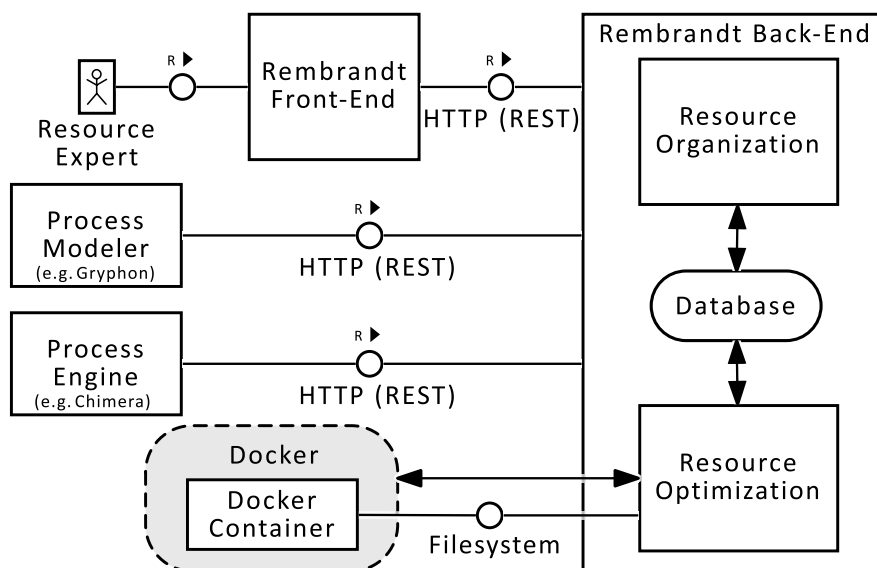 Rembrandt Back-End
R
R
Rembrandt
Front-End
HTTP (REST)
Resource
Expert
Resource
Organization
Process
Modeler
(e.g. Gryphon)
R
HTTP (REST)
Database
Process
Engine
(e.g. Chimera)
R
HTTP (REST)
Docker
Docker
Container
Filesystem
Resource
Optimization